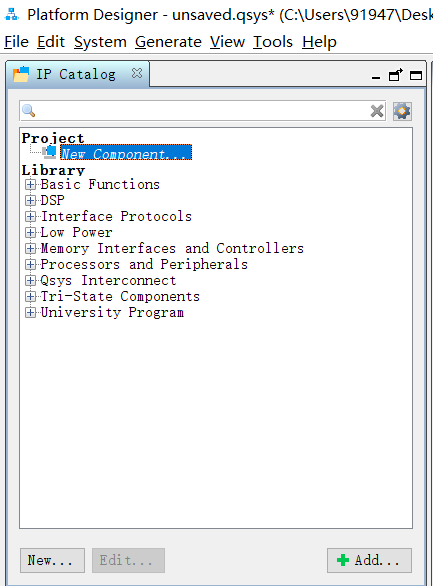 Platform Designer - unsaved.qsys* (C:\Users\91947\Desk
File Edit System Generate View Tools Help
IP Catalog
Project
New Component...
Library
Basic Functions
DSP
Interface Protocols
Low Power
Memory Interfaces and Controllers
Processors and Peripherals
Qsys Interconnect
Tri-State Components
University Program
New... Edit... Add...